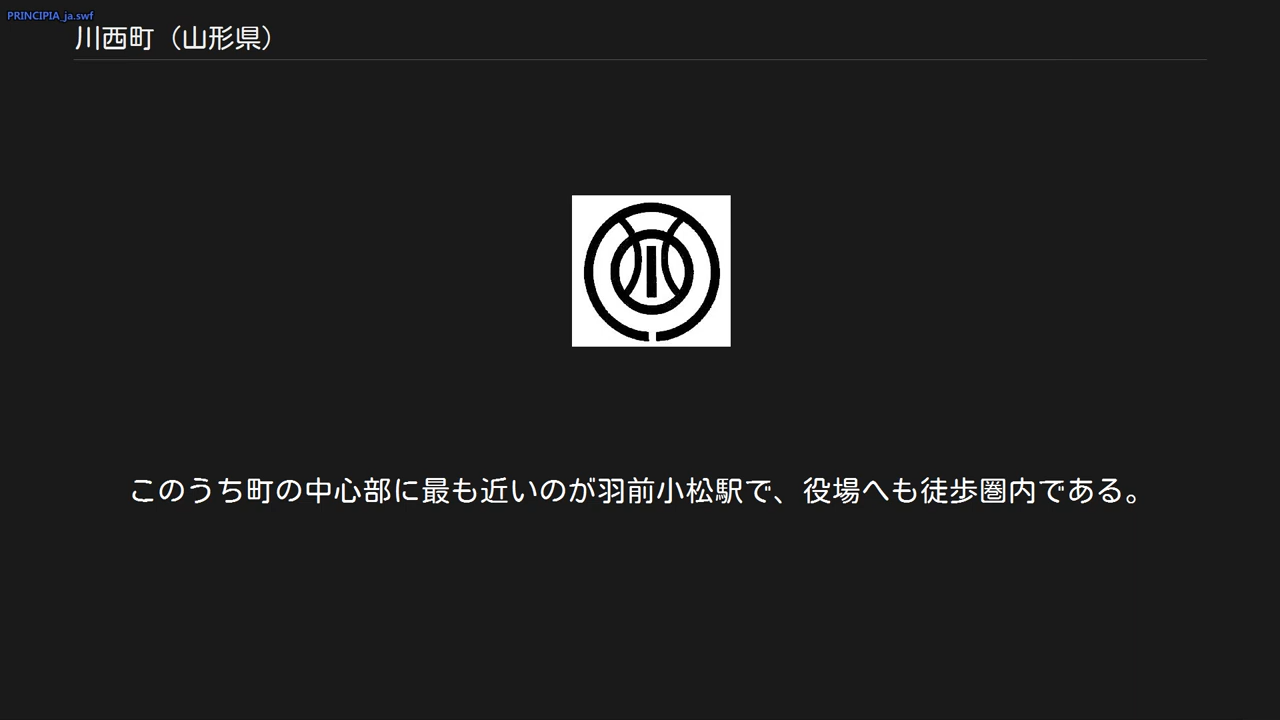 PRINCIPIA_ja.swf
川西町（山形県）
このうち町の中心部に最も近いのが羽前小松駅で、役場へも徒歩圏内である。